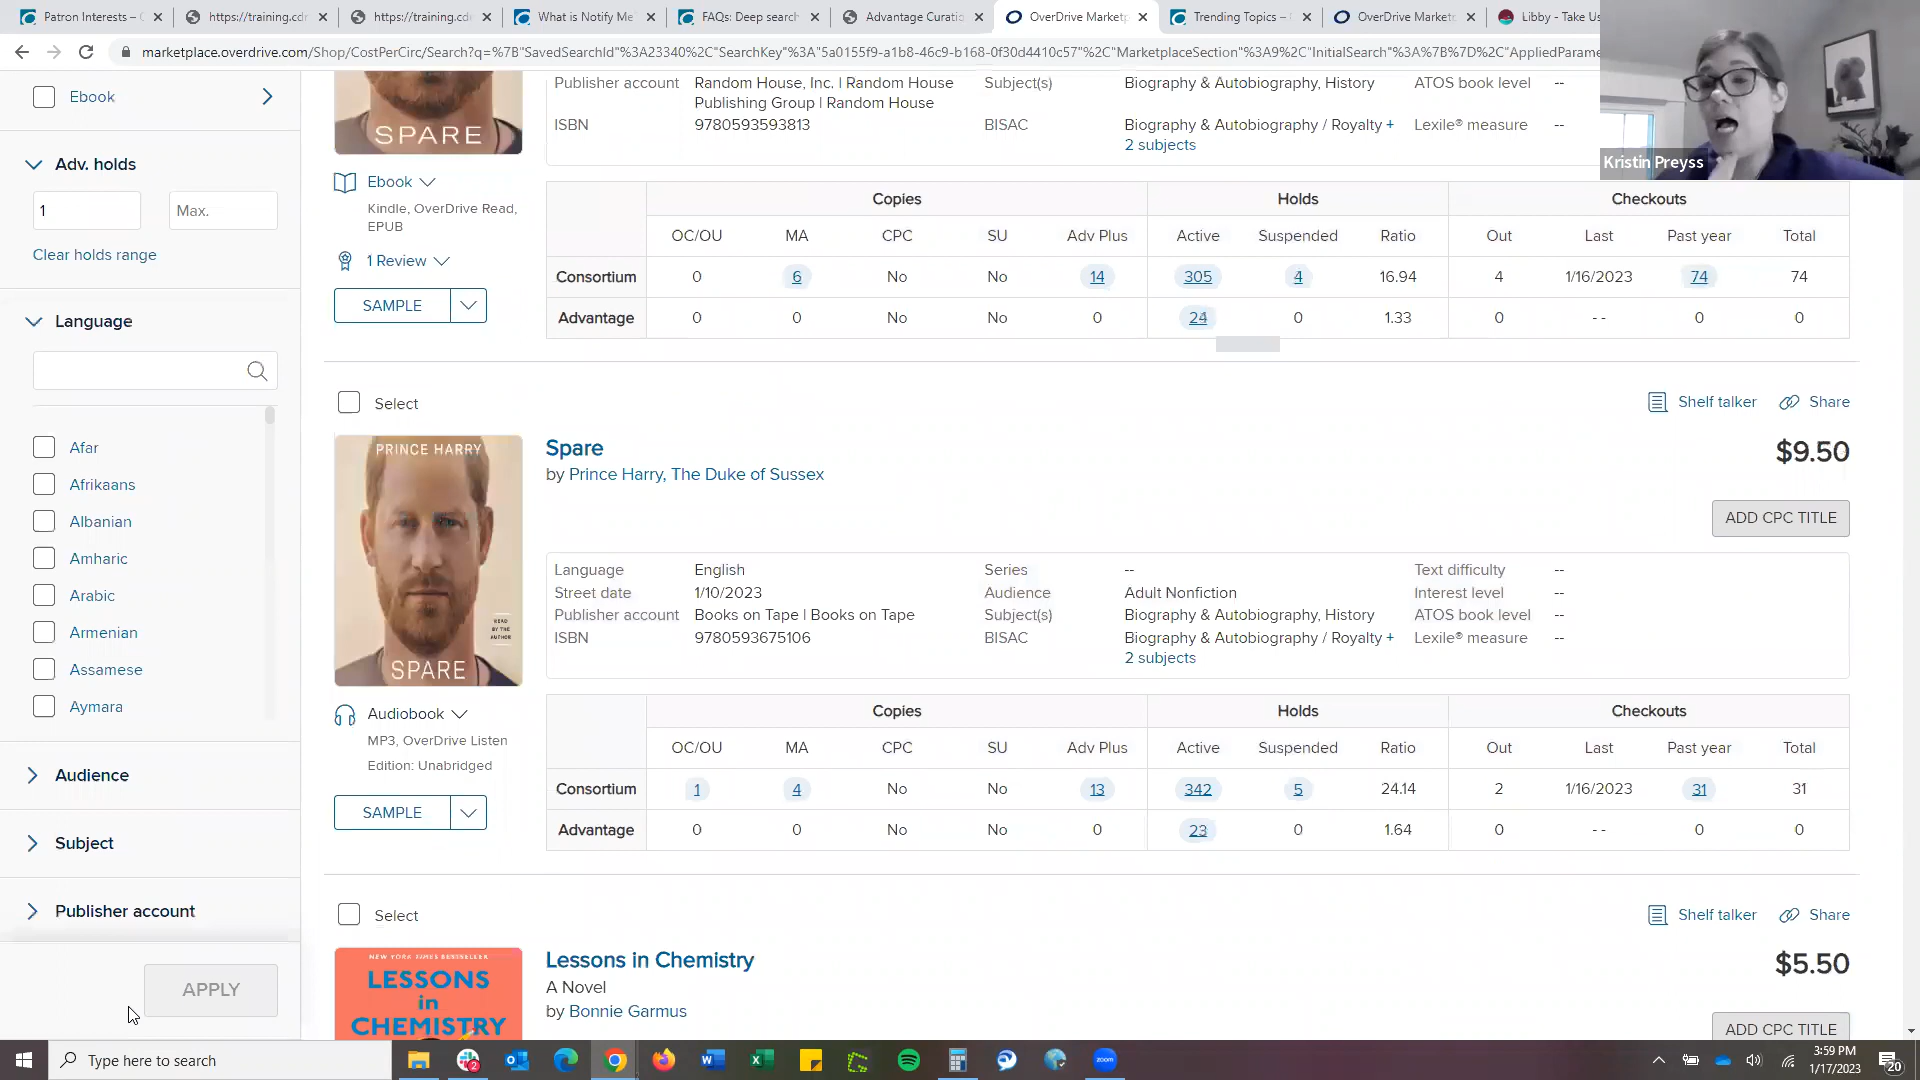 Patron Interests – C
https://training.cdn
https://training.cde
What is Notify Me
FAQs: Deep search
Advantage Curatio
OverDrive Marketp
Trending Topics –
OverDrive Markete
Libby - Take Us
marketplace.overdrive.com/Shop/CostPerCirc/Search?q=%7B"SavedSearchId"%3A23340%2C"SearchKey"%3A"5a0155f9-a1b8-46c9-b168-0f30d4410c57"%2C"MarketplaceSection"%3A9%2C"InitialSearch"%3A%7B%7D%2C"AppliedParame
Kristin Preyss
Ebook
Adv. holds
1 Max.
Clear holds range
Language
Afar
Afrikaans
Albanian
Amharic
Arabic
Armenian
Assamese
Aymara
Audience
Subject
Publisher account
APPLY
SPARE
Ebook
Kindle, OverDrive Read,
EPUB
1 Review
SAMPLE
Publisher account Random House, Inc. | Random House Subject(s) Biography & Autobiography, History ATOS book level --
Publishing Group | Random House
ISBN 9780593593813 BISAC Biography & Autobiography / Royalty + Lexile® measure --
2 subjects
Copies Holds Checkouts
OC/OU MA CPC SU Adv Plus Active Suspended Ratio Out Last Past year Total
Consortium 0 6 No No 14 305 4 16.94 4 1/16/2023 74 74
Advantage 0 0 No No 0 24 0 1.33 0 -- 0 0
Select Shelf talker Share
PRINCE HARRY
READ
BY THE
AUTHOR
SPARE
Spare $9.50
by Prince Harry, The Duke of Sussex
ADD CPC TITLE
Language English Series -- Text difficulty --
Street date 1/10/2023 Audience Adult Nonfiction Interest level --
Publisher account Books on Tape | Books on Tape Subject(s) Biography & Autobiography, History ATOS book level --
ISBN 9780593675106 BISAC Biography & Autobiography / Royalty + Lexile® measure --
2 subjects
Audiobook
MP3, OverDrive Listen
Edition: Unabridged
SAMPLE
Copies Holds Checkouts
OC/OU MA CPC SU Adv Plus Active Suspended Ratio Out Last Past year Total
Consortium 1 4 No No 13 342 5 24.14 2 1/16/2023 31 31
Advantage 0 0 No No 0 23 0 1.64 0 -- 0 0
Select Shelf talker Share
NEW YORK TIMES BESTSELLER
LESSONS
in
CHEMISTRY
Lessons in Chemistry $5.50
A Novel
by Bonnie Garmus
ADD CPC TITLE
Type here to search
2
zoom
3:59 PM
1/17/2023
20